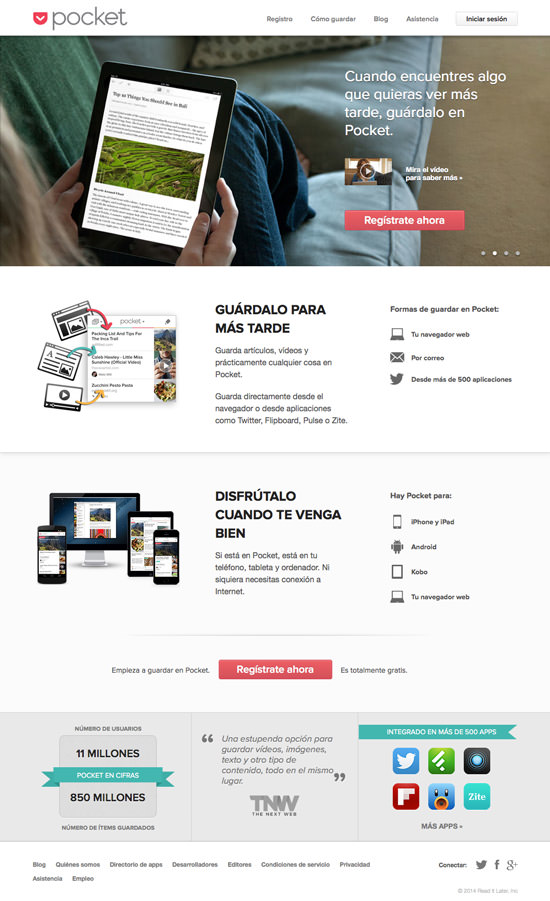 pocket
Registro Cómo guardar Blog Asistencia Iniciar sesión
Top 10 Things You Should See in Bali
Cuando encuentres algo
que quieras ver más
tarde, guárdalo en
Pocket.
Mira el vídeo
para saber más »
Regístrate ahora
pocket
Packing List And Tips For
The Inca Trail
Caleb Hawley - Little Miss
Sunshine (Official Video)
Zucchini Pasta Pesto
GUÁRDALO PARA
MÁS TARDE
Guarda artículos, vídeos y
prácticamente cualquier cosa en
Pocket.
Guarda directamente desde el
navegador o desde aplicaciones
como Twitter, Flipboard, Pulse o Zite.
Formas de guardar en Pocket:
Tu navegador web
Por correo
Desde más de 500 aplicaciones
DISFRÚTALO
CUANDO TE VENGA
BIEN
Si está en Pocket, está en tu
teléfono, tableta y ordenador. Ni
siquiera necesitas conexión a
Internet.
Hay Pocket para:
iPhone y iPad
Android
Kobo
Tu navegador web
Empieza a guardar en Pocket. Regístrate ahora Es totalmente gratis.
NÚMERO DE USUARIOS
11 MILLONES
POCKET EN CIFRAS
850 MILLONES
NÚMERO DE ÍTEMS GUARDADOS
“ Una estupenda opción para
guardar vídeos, imágenes,
texto y otro tipo de
contenido, todo en el mismo
lugar. ”
TNW
THE NEXT WEB
INTEGRADO EN MÁS DE 500 APPS
Zite
MÁS APPS »
Blog Quiénes somos Directorio de apps Desarrolladores Editores Condiciones de servicio Privacidad
Asistencia Empleo
Conectar:
© 2014 Read It Later, Inc